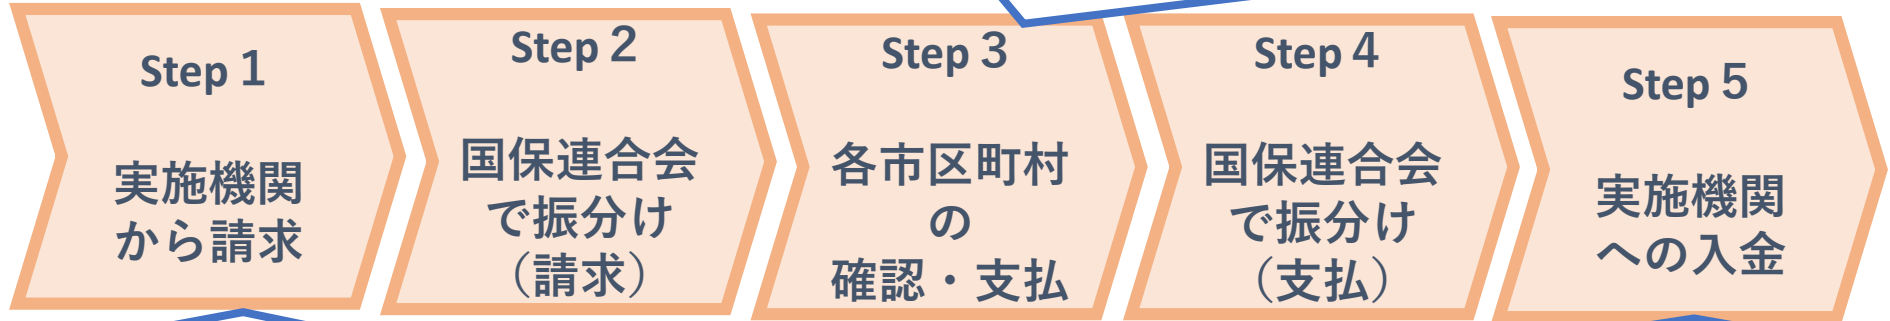 Step 1
実施機関
から請求
Step 2
国保連合会
で振分け
（請求）
Step 3
各市区町村
の
確認・支払
Step 4
国保連合会
で振分け
（支払）
Step 5
実施機関
への入金